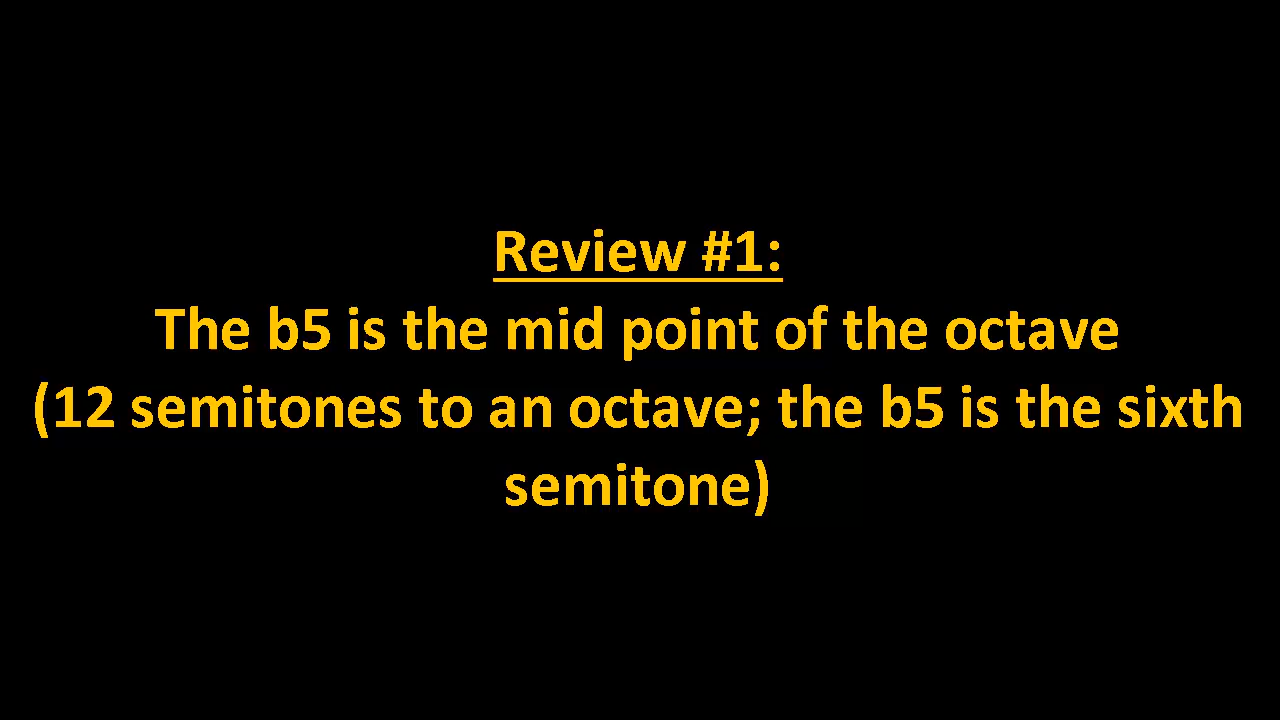 Review #1:
The b5 is the mid point of the octave
(12 semitones to an octave; the b5 is the sixth
semitone)